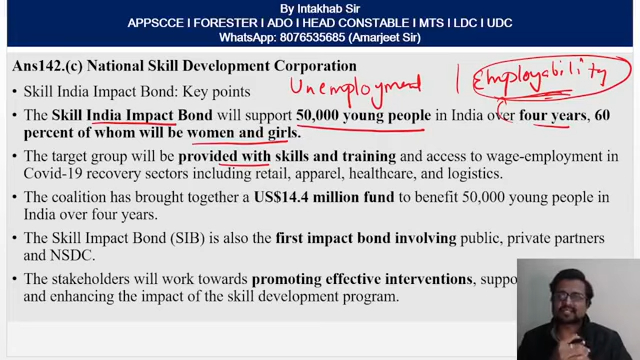 By Intakhab Sir
APPSCCE I FORESTER I ADO I HEAD CONSTABLE I MTS I LDC I UDC
WhatsApp: 8076535685 (Amarjeet Sir)
Ans142.(c) National Skill Development Corporation
Unemployment | Employability
• Skill India Impact Bond: Key points
• The Skill India Impact Bond will support 50,000 young people in India over four years, 60
percent of whom will be women and girls.
• The target group will be provided with skills and training and access to wage-employment in
Covid-19 recovery sectors including retail, apparel, healthcare, and logistics.
• The coalition has brought together a US$14.4 million fund to benefit 50,000 young people in
India over four years.
• The Skill Impact Bond (SIB) is also the first impact bond involving public, private partners
and NSDC.
• The stakeholders will work towards promoting effective interventions,
and enhancing the impact of the skill development program.